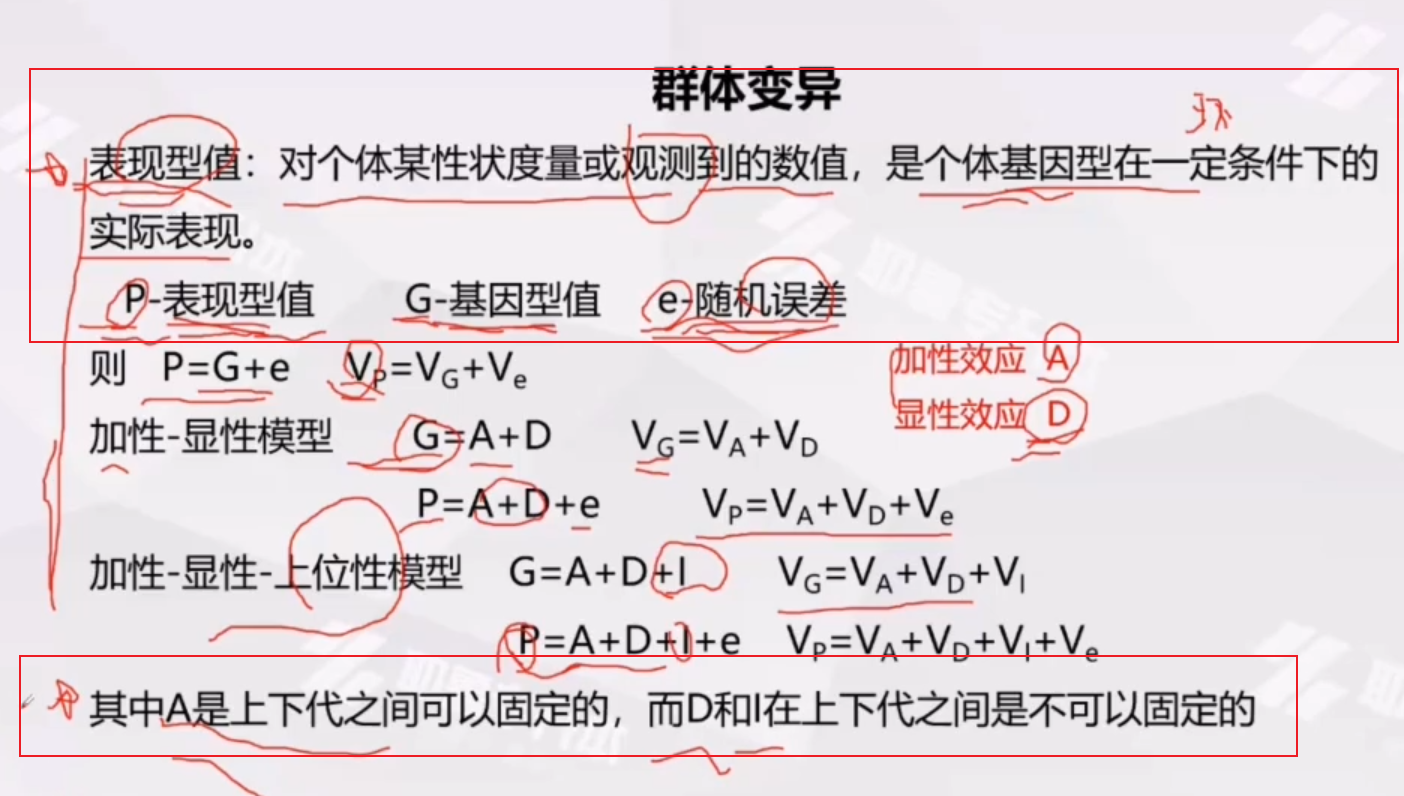 群体变异
环
表现型值：对个体某性状度量或观测到的数值，是个体基因型在一定条件下的
实际表现。
P-表现型值 G-基因型值 e-随机误差
则 P=G+e Vₚ=V_G+Vₑ
加性效应 A
显性效应 D
加性-显性模型 G=A+D V_G=V_A+V_D
P=A+D+e V_P=V_A+V_D+Vₑ
加性-显性-上位性模型 G=A+D+I V_G=V_A+V_D+V_I
P=A+D+I+e V_P=V_A+V_D+V_I+Vₑ
其中A是上下代之间可以固定的，而D和I在上下代之间是不可以固定的